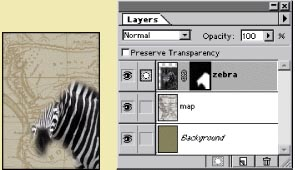 Layers
Normal Opacity: 100 %
Preserve Transparency
zebra
map
Background